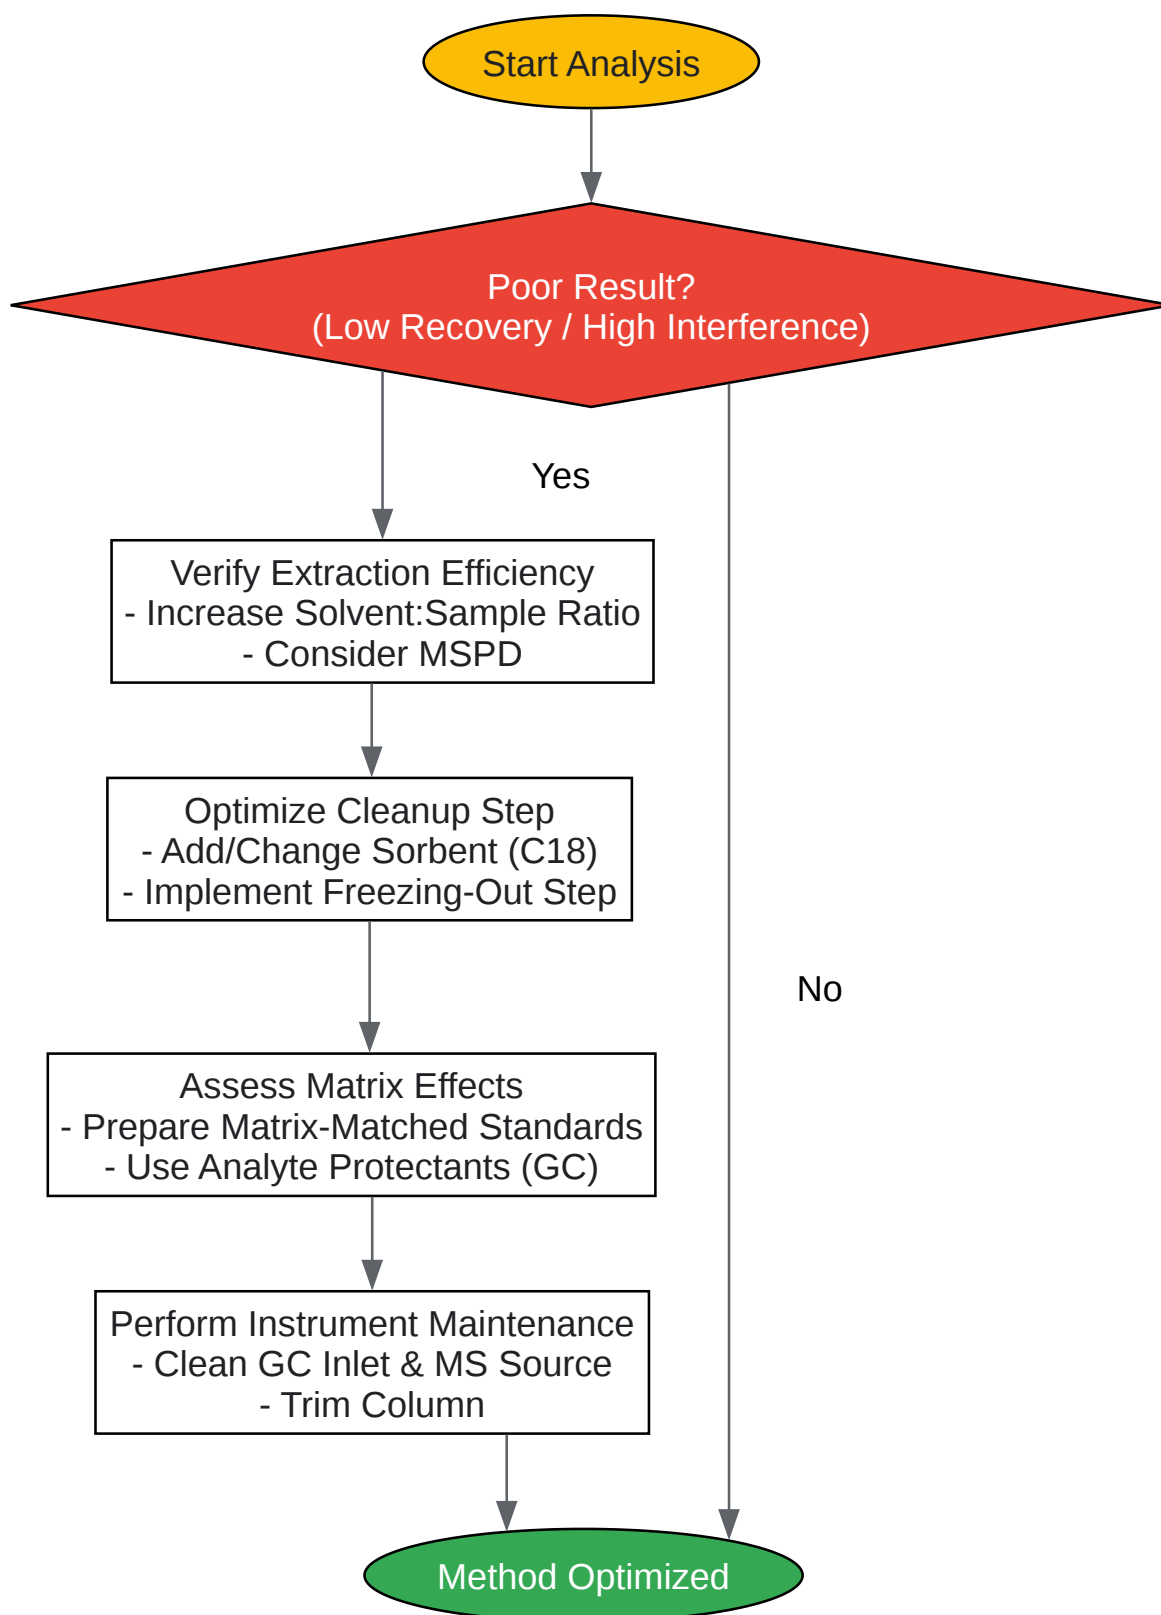 Start Analysis
Poor Result?
(Low Recovery / High Interference)
Yes
Verify Extraction Efficiency
- Increase Solvent:Sample Ratio
- Consider MSPD
Optimize Cleanup Step
- Add/Change Sorbent (C18)
- Implement Freezing-Out Step
No
Assess Matrix Effects
- Prepare Matrix-Matched Standards
- Use Analyte Protectants (GC)
Perform Instrument Maintenance
- Clean GC Inlet & MS Source
- Trim Column
Method Optimized